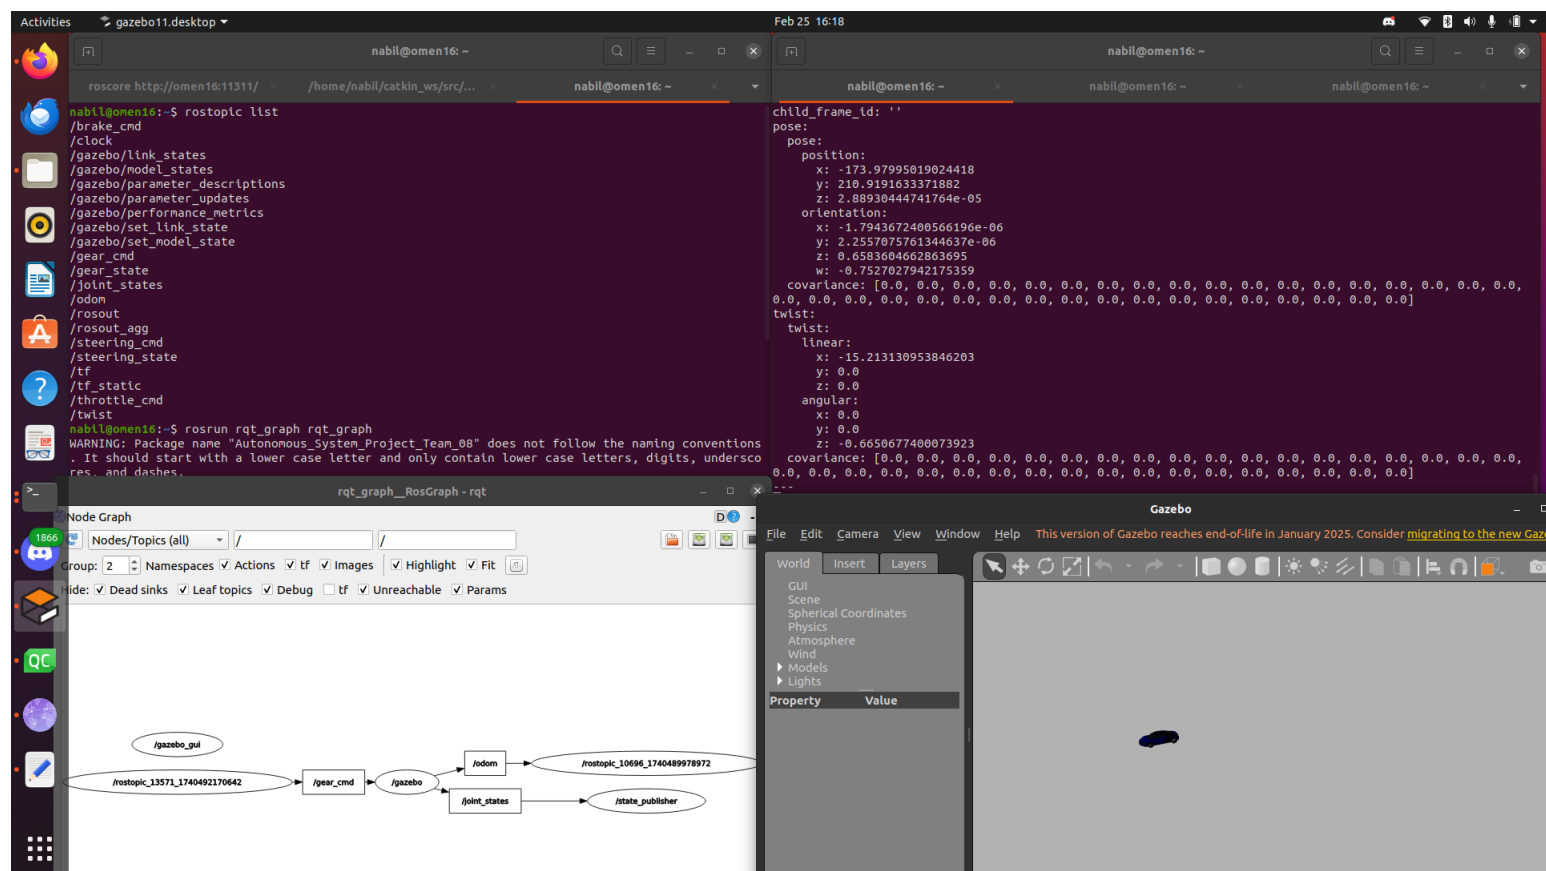 Activities
gazebo11.desktop
Feb 25 16:18
nabil@omen16: ~
roscore http://omen16:11311/
/home/nabil/catkin_ws/src/...
nabil@omen16: ~
nabil@omen16:~$ rostopic list
/brake_cmd
/clock
/gazebo/link_states
/gazebo/model_states
/gazebo/parameter_descriptions
/gazebo/parameter_updates
/gazebo/performance_metrics
/gazebo/set_link_state
/gazebo/set_model_state
/gear_cmd
/gear_state
/joint_states
/odom
/rosout
/rosout_agg
/steering_cmd
/steering_state
/tf
/tf_static
/throttle_cmd
/twist
nabil@omen16:~$ rosrun rqt_graph rqt_graph
WARNING: Package name "Autonomous_System_Project_Team_08" does not follow the naming conventions
. It should start with a lower case letter and only contain lower case letters, digits, undersco
res, and dashes.
nabil@omen16: ~
nabil@omen16: ~
nabil@omen16: ~
nabil@omen16: ~
child_frame_id: ''
pose:
pose:
position:
x: -173.97995019024418
y: 210.9191633371882
z: 2.88930444741764e-05
orientation:
x: -1.7943672400566196e-06
y: 2.2557075761344637e-06
z: 0.6583604662863695
w: -0.7527027942175359
covariance: [0.0, 0.0, 0.0, 0.0, 0.0, 0.0, 0.0, 0.0, 0.0, 0.0, 0.0, 0.0, 0.0, 0.0, 0.0, 0.0, 0.0, 0.0,
0.0, 0.0, 0.0, 0.0, 0.0, 0.0, 0.0, 0.0, 0.0, 0.0, 0.0, 0.0, 0.0, 0.0, 0.0, 0.0, 0.0, 0.0]
twist:
twist:
linear:
x: -15.213130953846203
y: 0.0
z: 0.0
angular:
x: 0.0
y: 0.0
z: -0.6650677400073923
covariance: [0.0, 0.0, 0.0, 0.0, 0.0, 0.0, 0.0, 0.0, 0.0, 0.0, 0.0, 0.0, 0.0, 0.0, 0.0, 0.0, 0.0, 0.0,
0.0, 0.0, 0.0, 0.0, 0.0, 0.0, 0.0, 0.0, 0.0, 0.0, 0.0, 0.0, 0.0, 0.0, 0.0, 0.0, 0.0, 0.0]
---
1866
QC
rqt_graph__RosGraph - rqt
Node Graph
D
Nodes/Topics (all)
/
/
Group: 2 Namespaces Actions tf Images Highlight Fit
Hide: Dead sinks Leaf topics Debug tf Unreachable Params
/gazebo_gui
/rostopic_13571_1740492170642
/gear_cmd
/gazebo
/odom
/rostopic_10696_1740489978972
/joint_states
/state_publisher
Gazebo
File Edit Camera View Window Help
This version of Gazebo reaches end-of-life in January 2025. Consider migrating to the new Gaze
World Insert Layers
GUI
Scene
Spherical Coordinates
Physics
Atmosphere
Wind
Models
Lights
Property Value